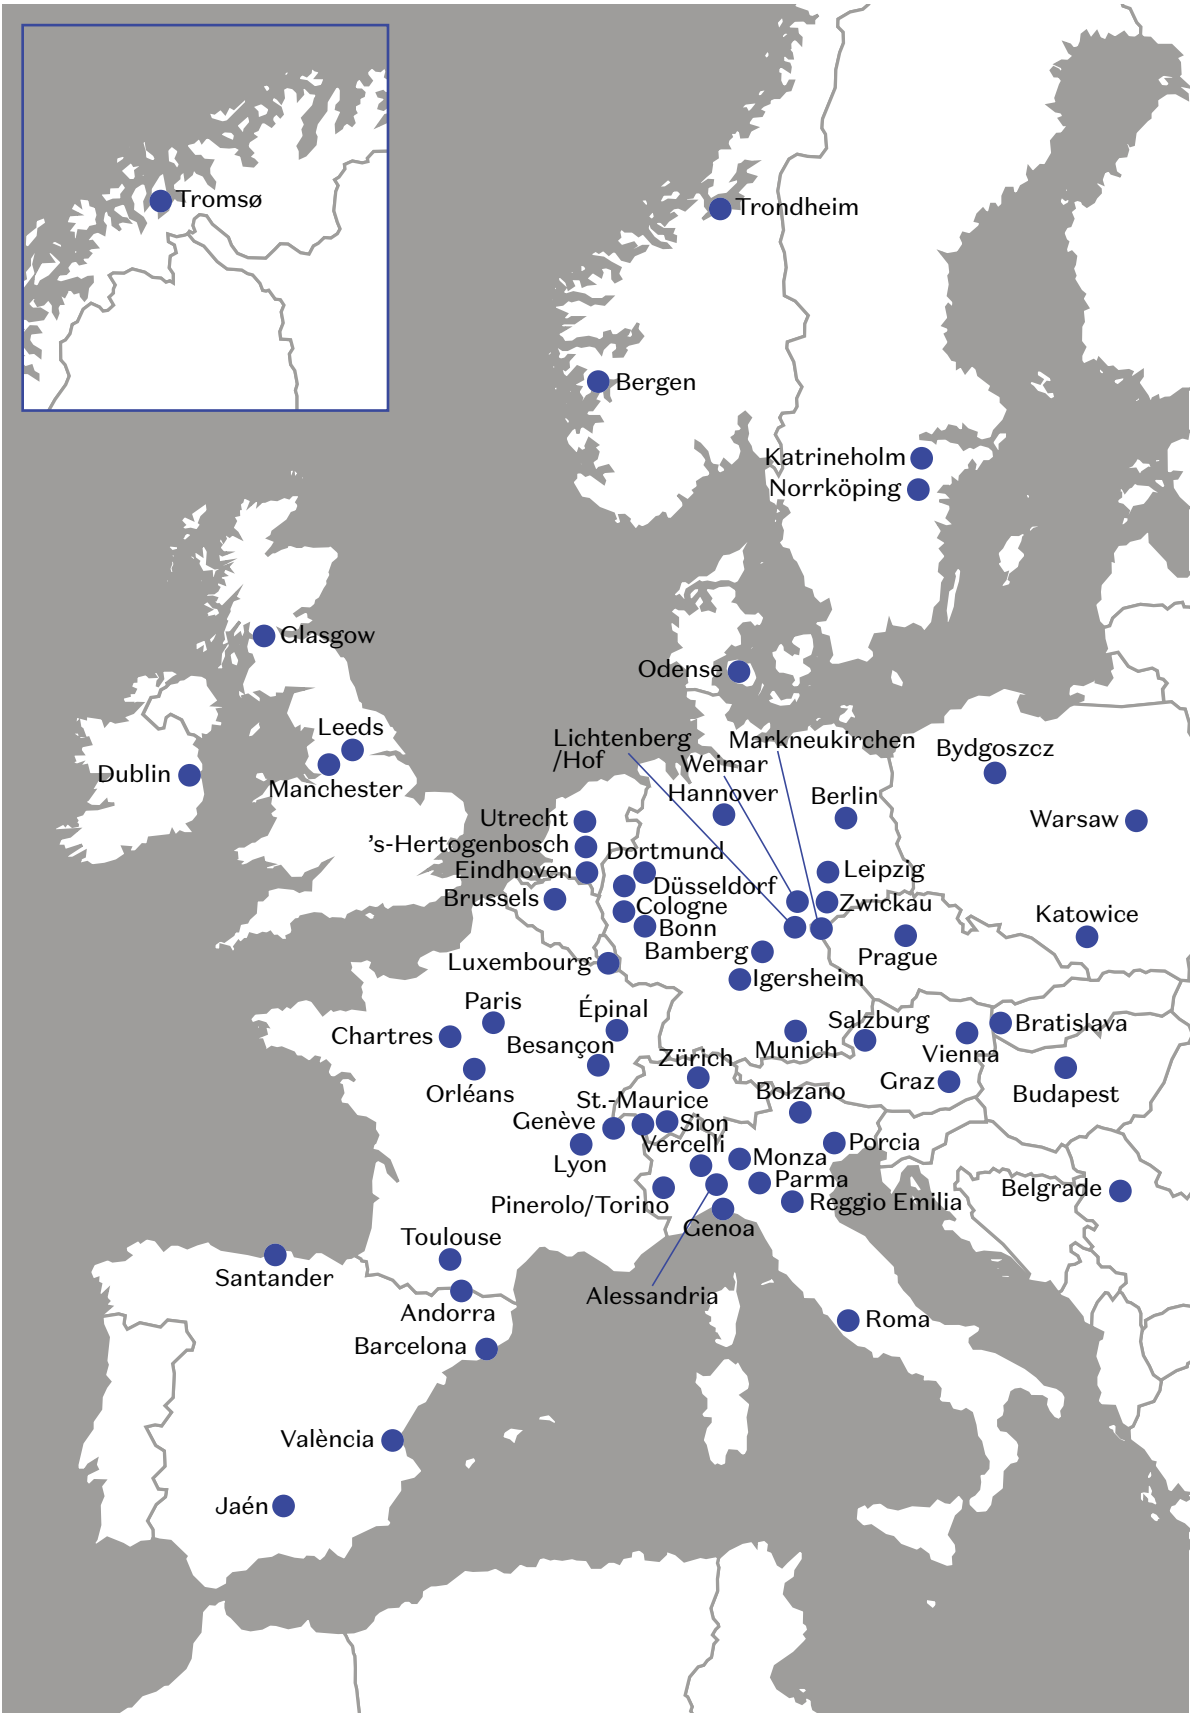 Tromsø
Trondheim
Bergen
Katrineholm
Norrköping
Glasgow
Odense
Leeds
Lichtenberg
/Hof
Markneukirchen
Weimar
Bydgoszcz
Dublin
Manchester
Hannover
Berlin
Utrecht
Warsaw
's-Hertogenbosch
Dortmund
Eindhoven
Leipzig
Düsseldorf
Brussels
Cologne
Zwickau
Katowice
Bonn
Bamberg
Prague
Luxembourg
Igersheim
Paris
Épinal
Salzburg
Bratislava
Chartres
Besançon
Munich
Vienna
Zürich
Graz
Orléans
Bolzano
Budapest
St.-Maurice
Genève
Sion
Vercelli
Porcia
Lyon
Monza
Parma
Belgrade
Pinerolo/Torino
Reggio Emilia
Genoa
Toulouse
Santander
Alessandria
Andorra
Roma
Barcelona
València
Jaén